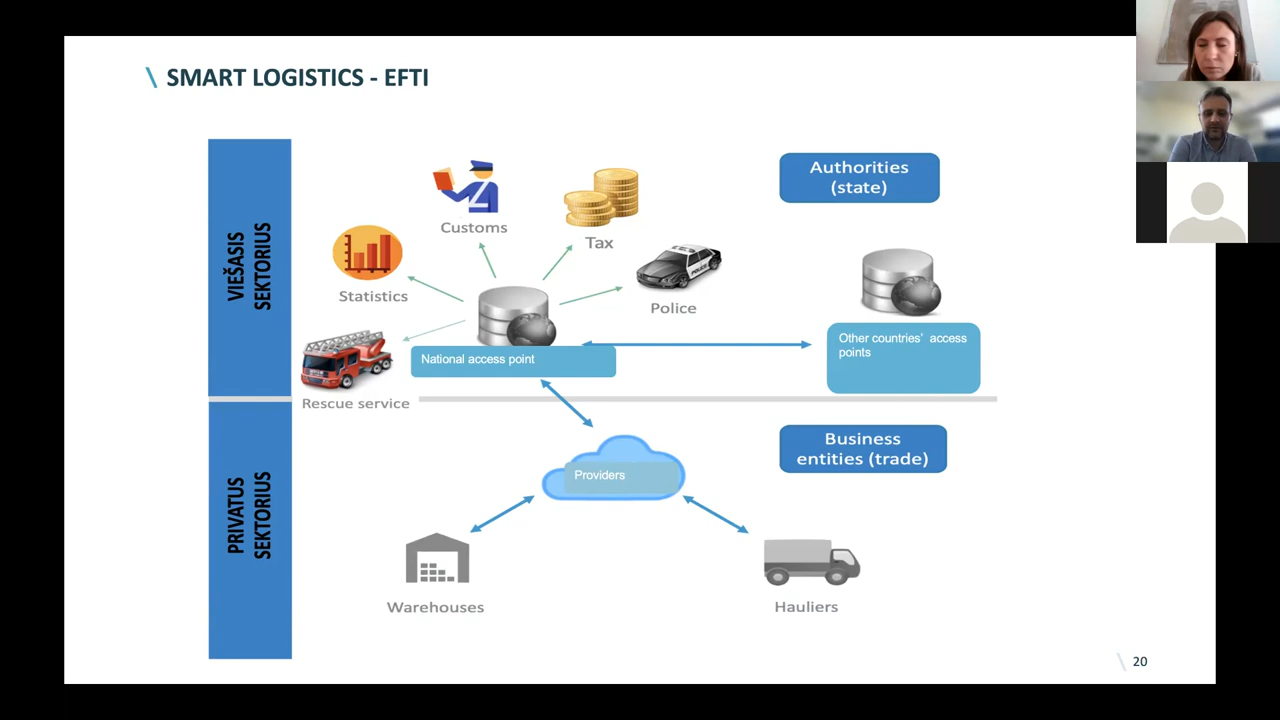 \ SMART LOGISTICS - EFTI
VIEŠASIS
SEKTORIUS
Customs
Tax
Statistics
Police
POLICE
Rescue service
National access point
Authorities
(state)
Other countries' access
points
PRIVATUS
SEKTORIUS
Providers
Business
entities (trade)
Warehouses
Hauliers
\ 20